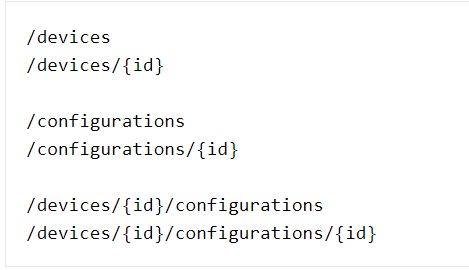 /devices
/devices/{id}
/configurations
/configurations/{id}
/devices/{id}/configurations
/devices/{id}/configurations/{id}